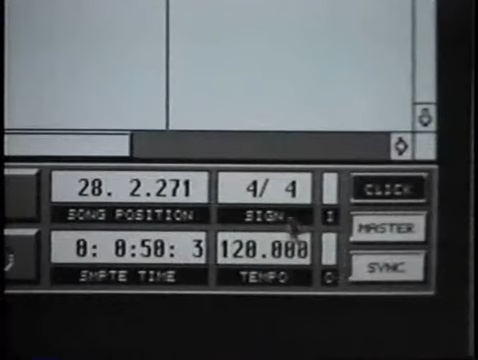 28. 2.271 4/ 4
SONG POSITION SIGN. I
CLICK
MASTER
0: 0:50: 3 120.000
SMPTE TIME TEMPO O
SYNC